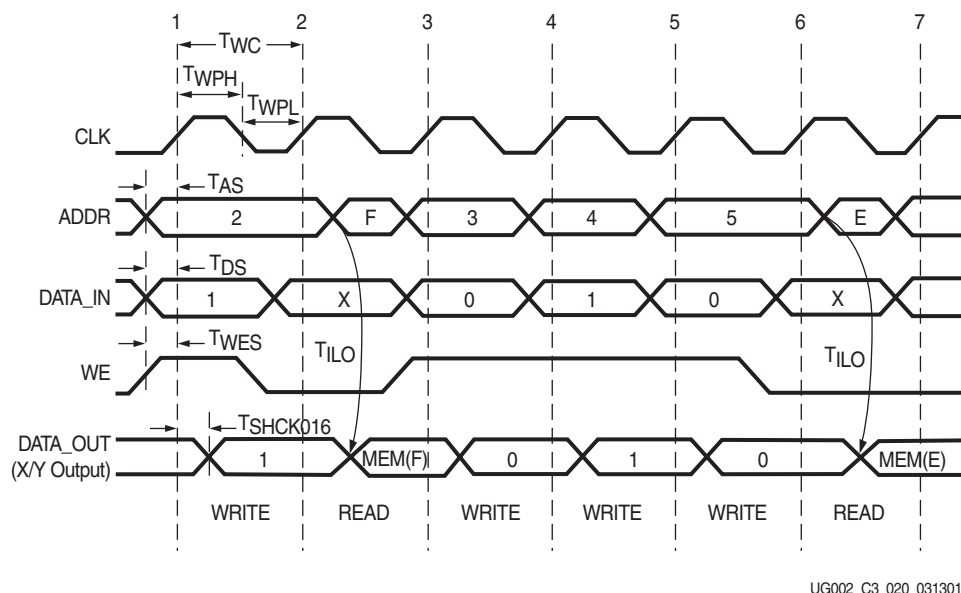 1 2 3 4 5 6 7
TWC
TWPH
TWPL
CLK
TAS
ADDR 2 F 3 4 5 E
TDS
DATA_IN 1 X 0 1 0 X
TWES
WE TILO TILO
TSHCK016
DATA_OUT
(X/Y Output) 1 MEM(F) 0 1 0 MEM(E)
WRITE READ WRITE WRITE WRITE READ
UG002_C3_020_031301